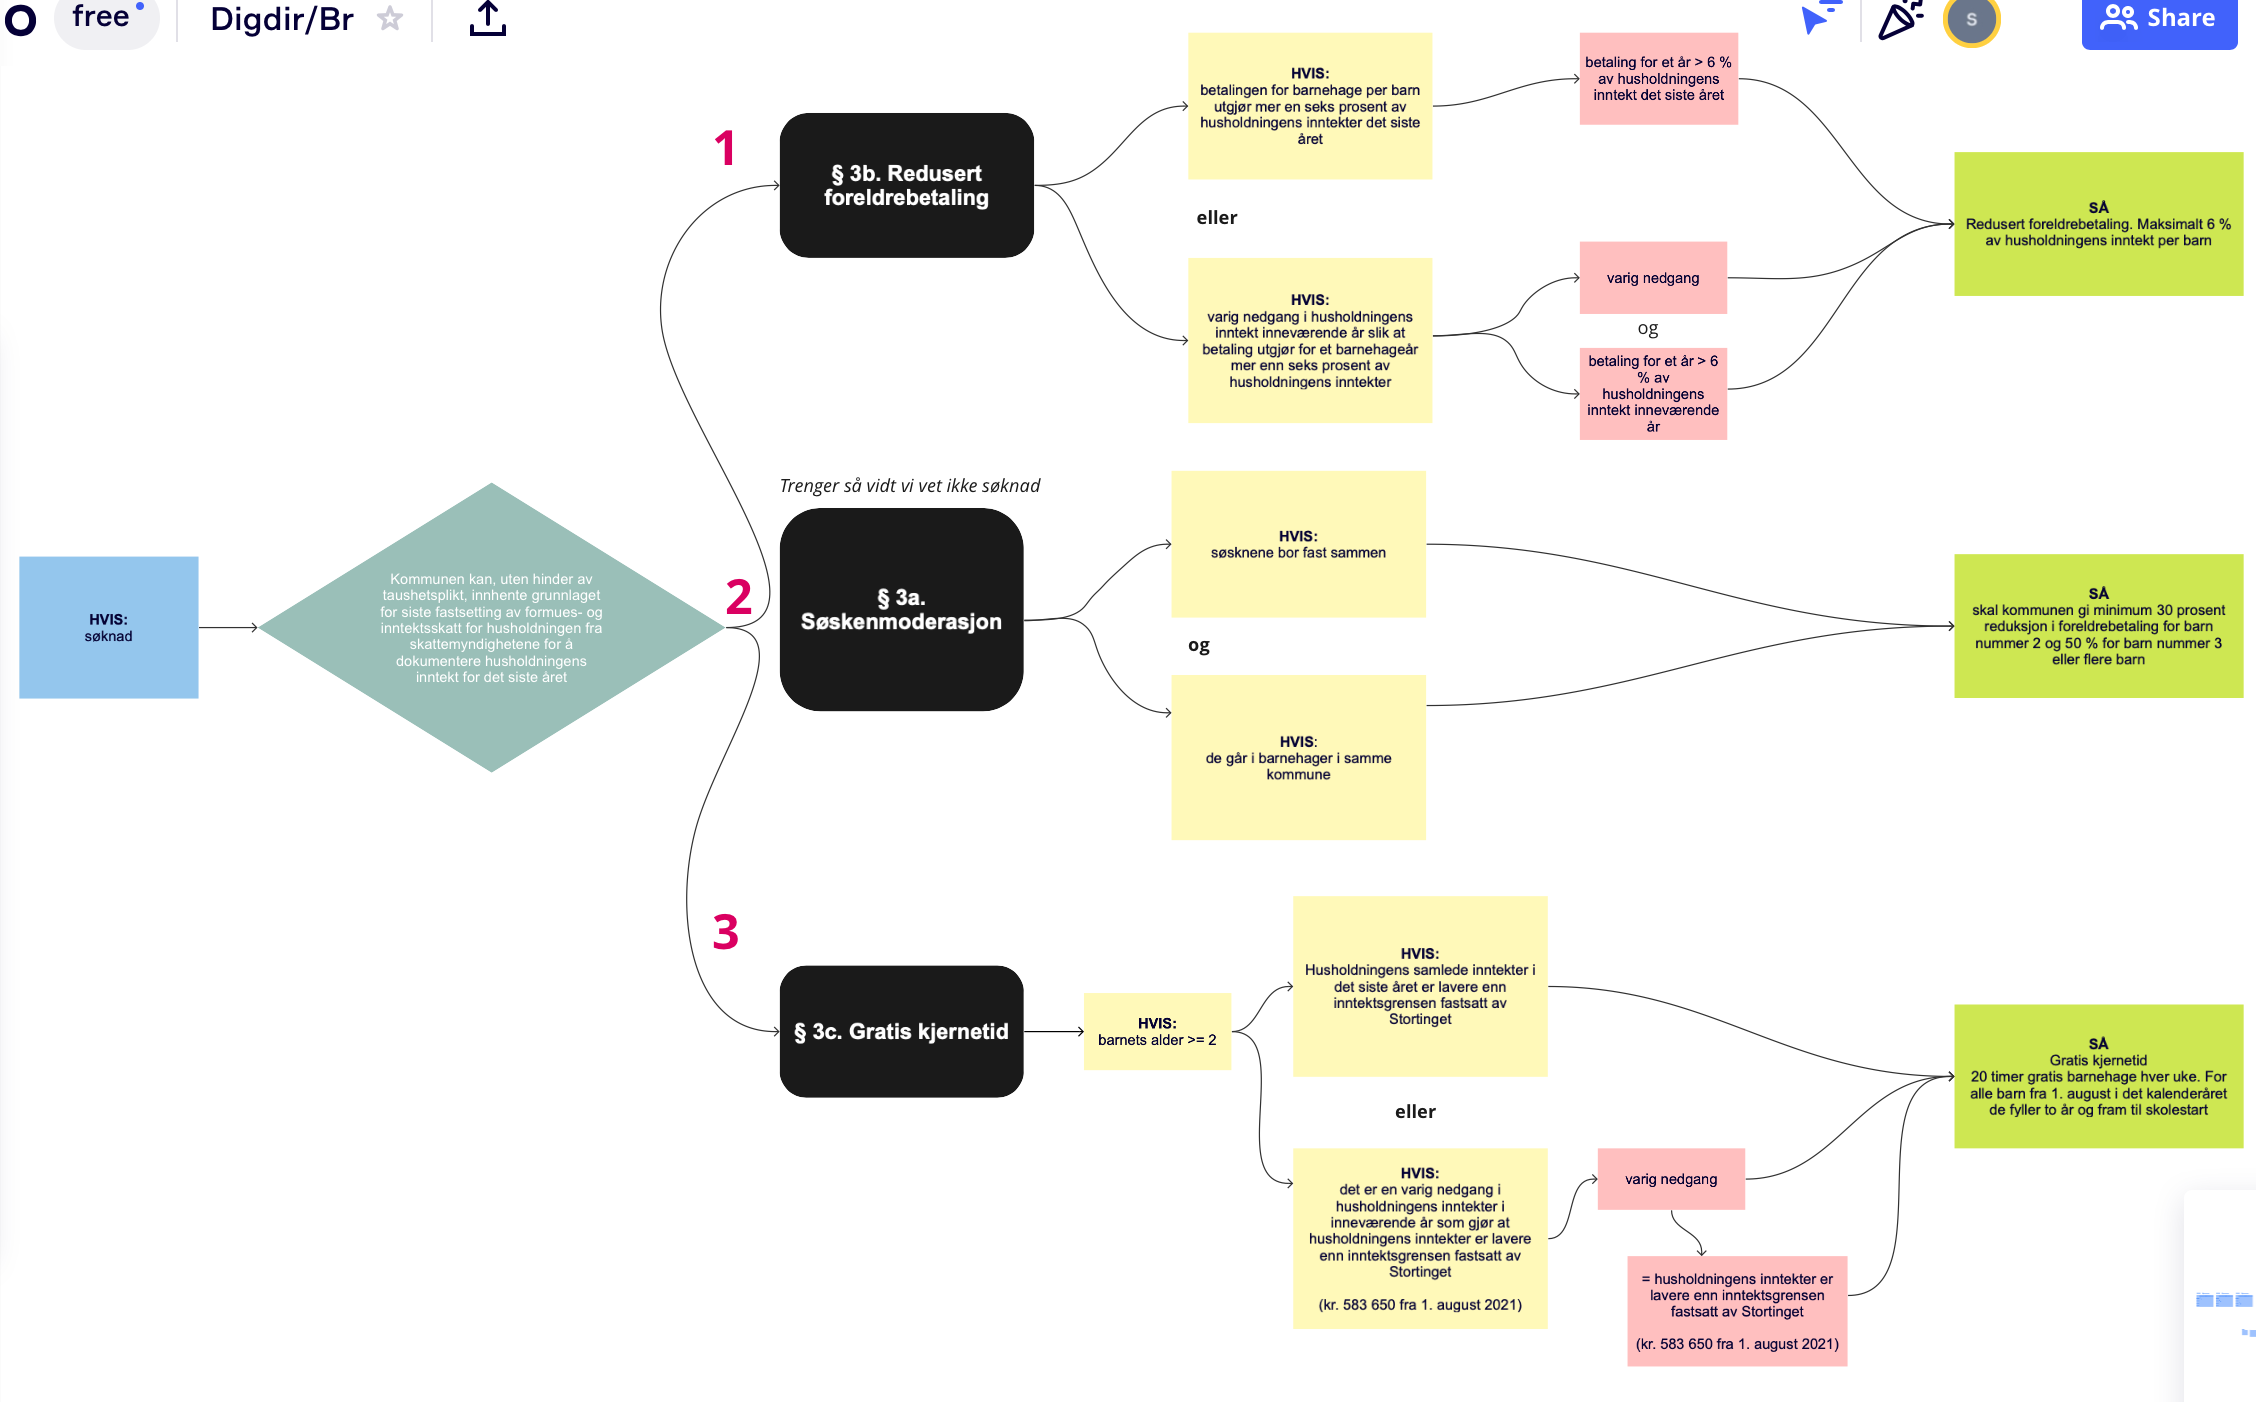 free
Digdir/Br
S
Share
1
§ 3b. Redusert
foreldrebetaling
HVIS:
betalingen for barnehage per barn
utgjør mer en seks prosent av
husholdningens inntekter det siste
året
betaling for et år > 6 %
av husholdningens
inntekt det siste året
eller
HVIS:
varig nedgang i husholdningens
inntekt inneværende år slik at
betaling utgjør for et barnehageår
mer enn seks prosent av
husholdningens inntekter
varig nedgang
og
betaling for et år > 6
% av
husholdningens
inntekt inneværende
år
SÅ
Redusert foreldrebetaling. Maksimalt 6 %
av husholdningens inntekt per barn
HVIS:
søknad
Kommunen kan, uten hinder av
taushetsplikt, innhente grunnlaget
for siste fastsetting av formues- og
inntektsskatt for husholdningen fra
skattemyndighetene for å
dokumentere husholdningens
inntekt for det siste året
2
Trenger så vidt vi vet ikke søknad
§ 3a.
Søskenmoderasjon
HVIS:
søsknene bor fast sammen
og
HVIS:
de går i barnehager i samme
kommune
SÅ
skal kommunen gi minimum 30 prosent
reduksjon i foreldrebetaling for barn
nummer 2 og 50 % for barn nummer 3
eller flere barn
3
§ 3c. Gratis kjernetid
HVIS:
barnets alder >= 2
HVIS:
Husholdningens samlede inntekter i
det siste året er lavere enn
inntektsgrensen fastsatt av
Stortinget
eller
HVIS:
det er en varig nedgang i
husholdningens inntekter i
inneværende år som gjør at
husholdningens inntekter er lavere
enn inntektsgrensen fastsatt av
Stortinget
(kr. 583 650 fra 1. august 2021)
varig nedgang
= husholdningens inntekter er
lavere enn inntektsgrensen
fastsatt av Stortinget
(kr. 583 650 fra 1. august 2021)
SÅ
Gratis kjernetid
20 timer gratis barnehage hver uke. For
alle barn fra 1. august i det kalenderåret
de fyller to år og fram til skolestart